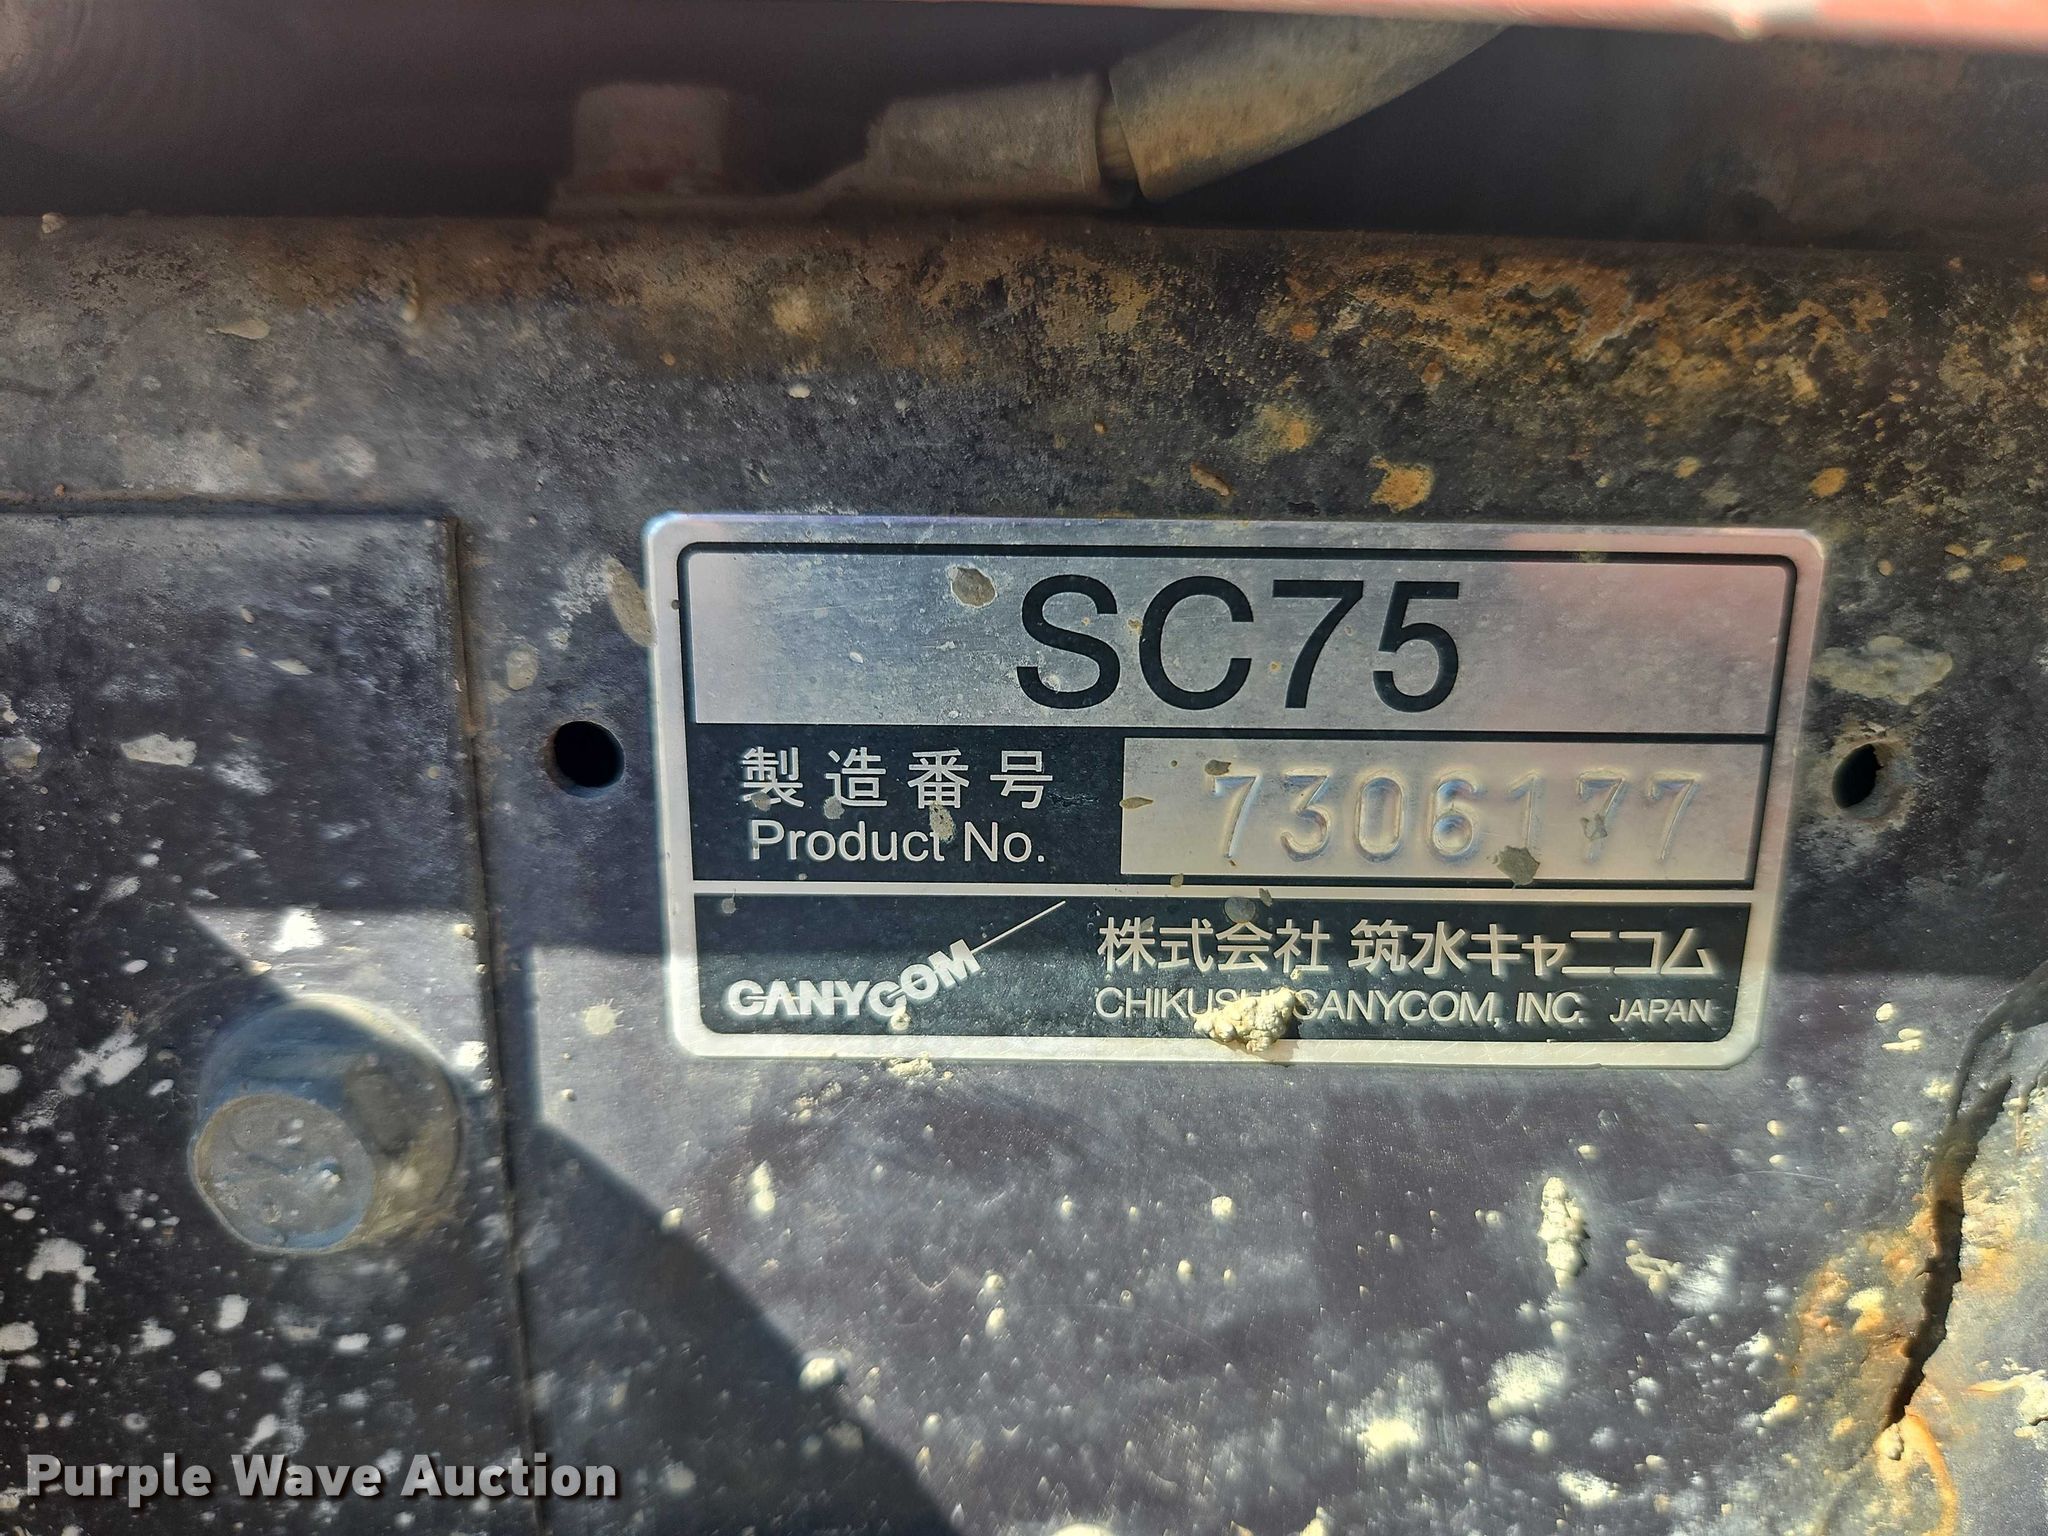 SC75
製造番号 7306177
Product No.
CANYCOM 株式会社 筑水キャニコム
CHIKUSUI CANYCOM, INC. JAPAN
Purple Wave Auction